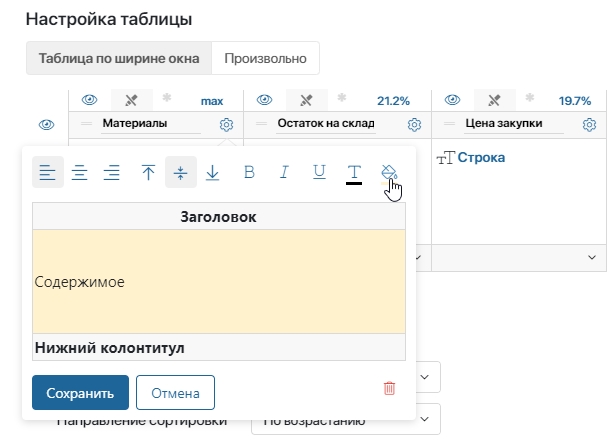 Настройка таблицы
Таблица по ширине окна Произвольно
max 21.2% 19.7%
Материалы Остаток на склад Цена закупки
Строка
B I U T
Заголовок
Содержимое
Нижний колонтитул
Сохранить Отмена
Направление сортировки По возрастанию